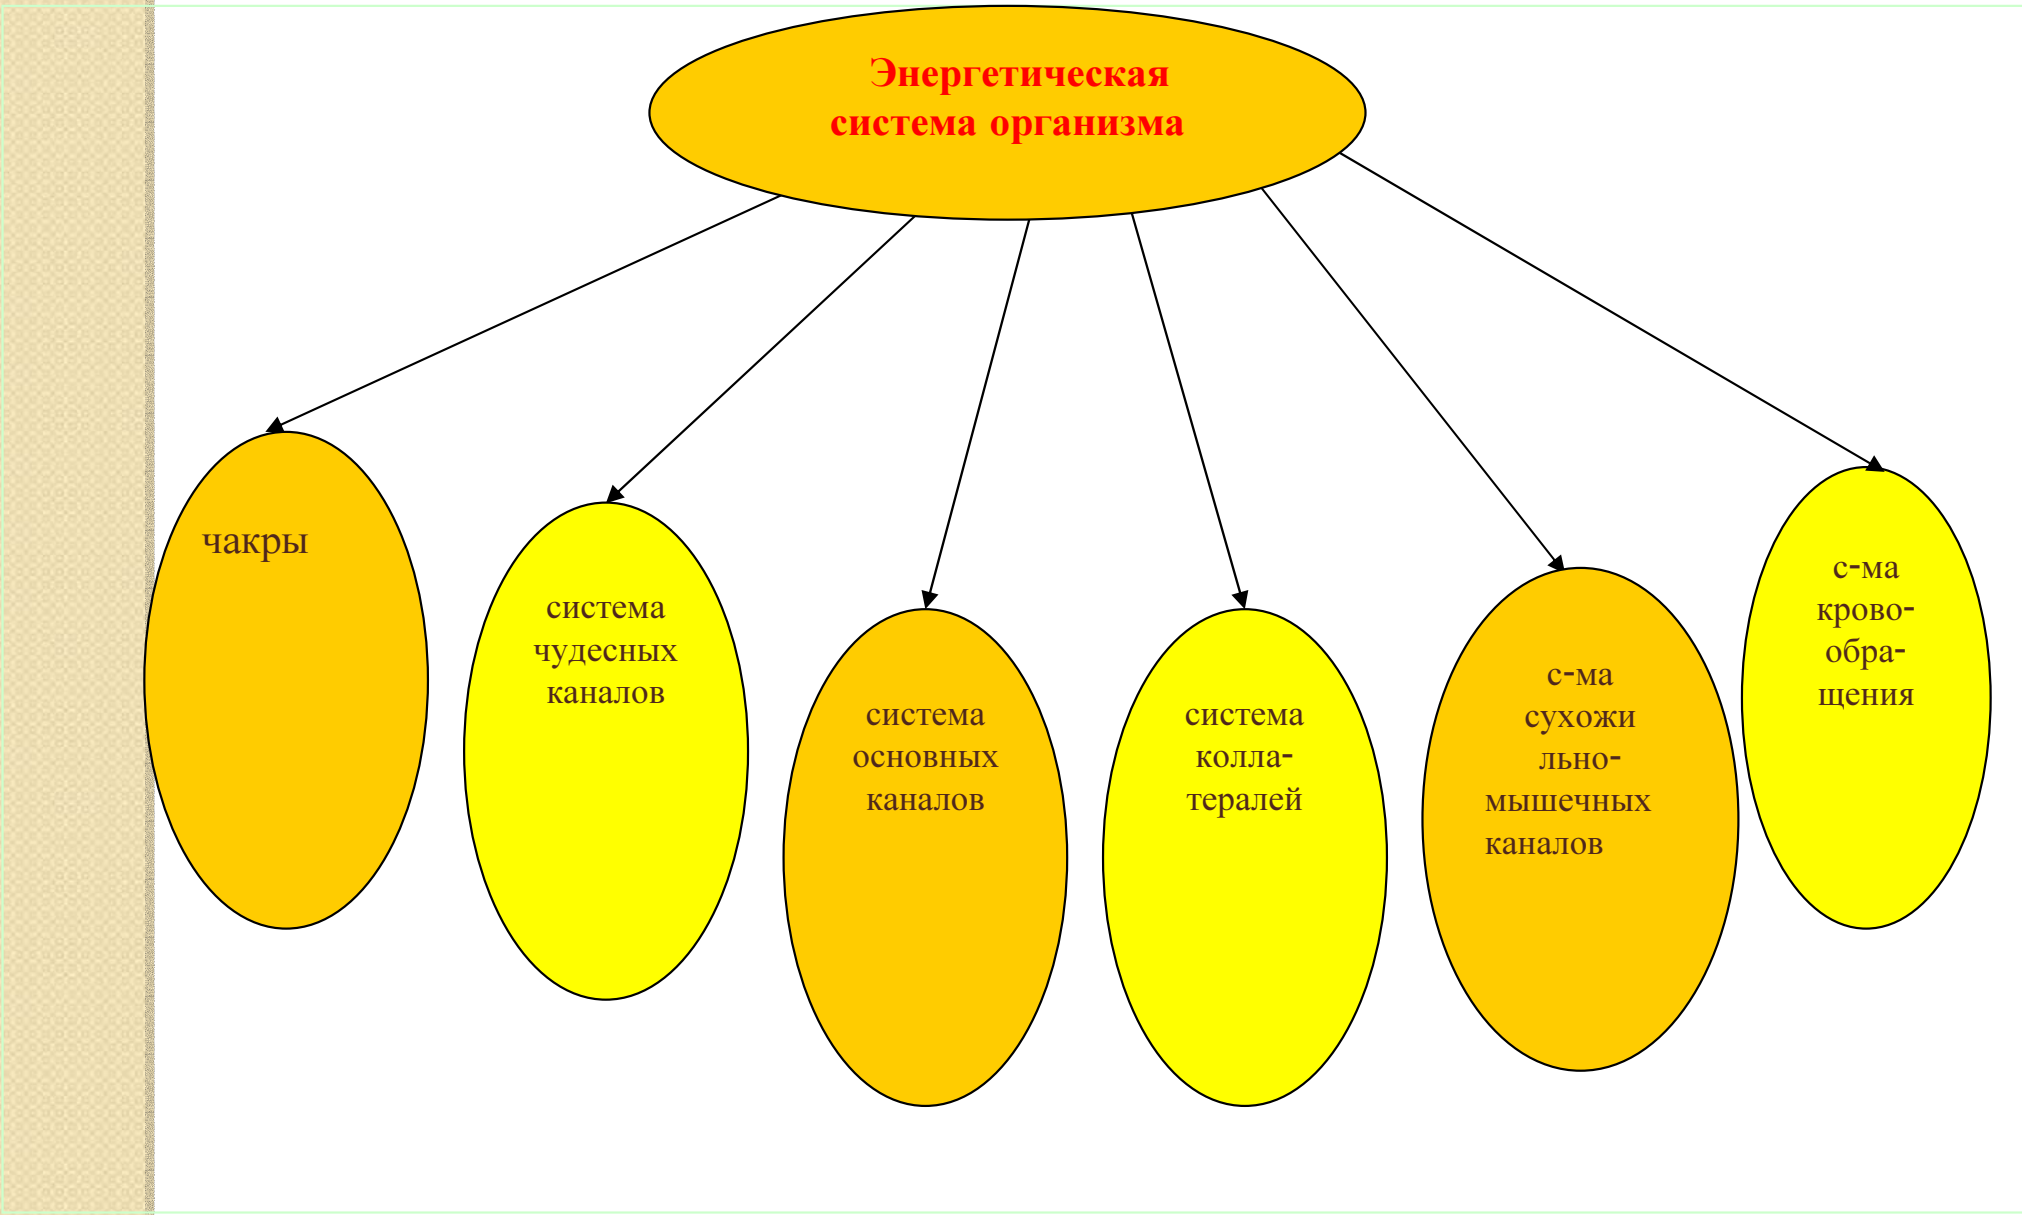 Энергетическая
система организма
чакры
система
чудесных
каналов
система
основных
каналов
система
колла-
тералей
с-ма
сухожи
льно-
мышечных
каналов
с-ма
крово-
обра-
щения